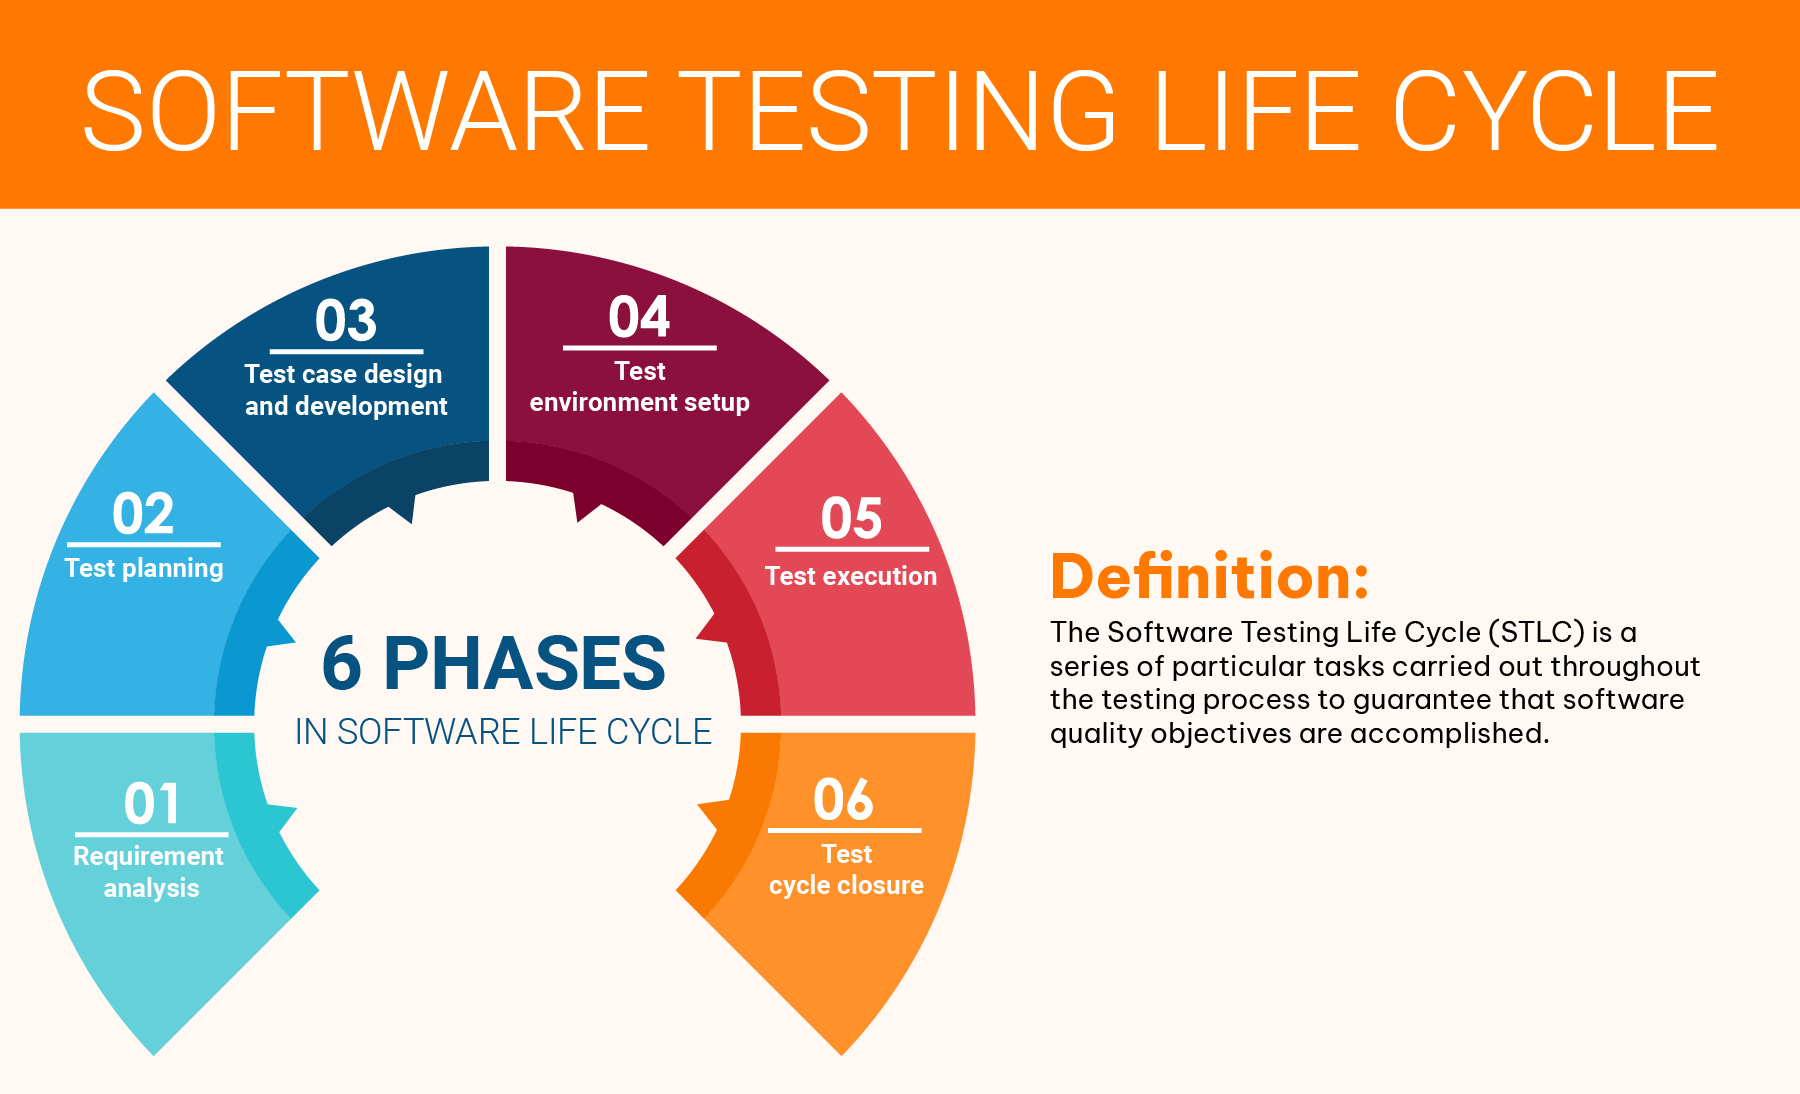 SOFTWARE TESTING LIFE CYCLE
01
Requirement
analysis
02
Test planning
03
Test case design
and development
04
Test
environment setup
05
Test execution
06
Test
cycle closure
6 PHASES
IN SOFTWARE LIFE CYCLE
Definition:
The Software Testing Life Cycle (STLC) is a
series of particular tasks carried out throughout
the testing process to guarantee that software
quality objectives are accomplished.